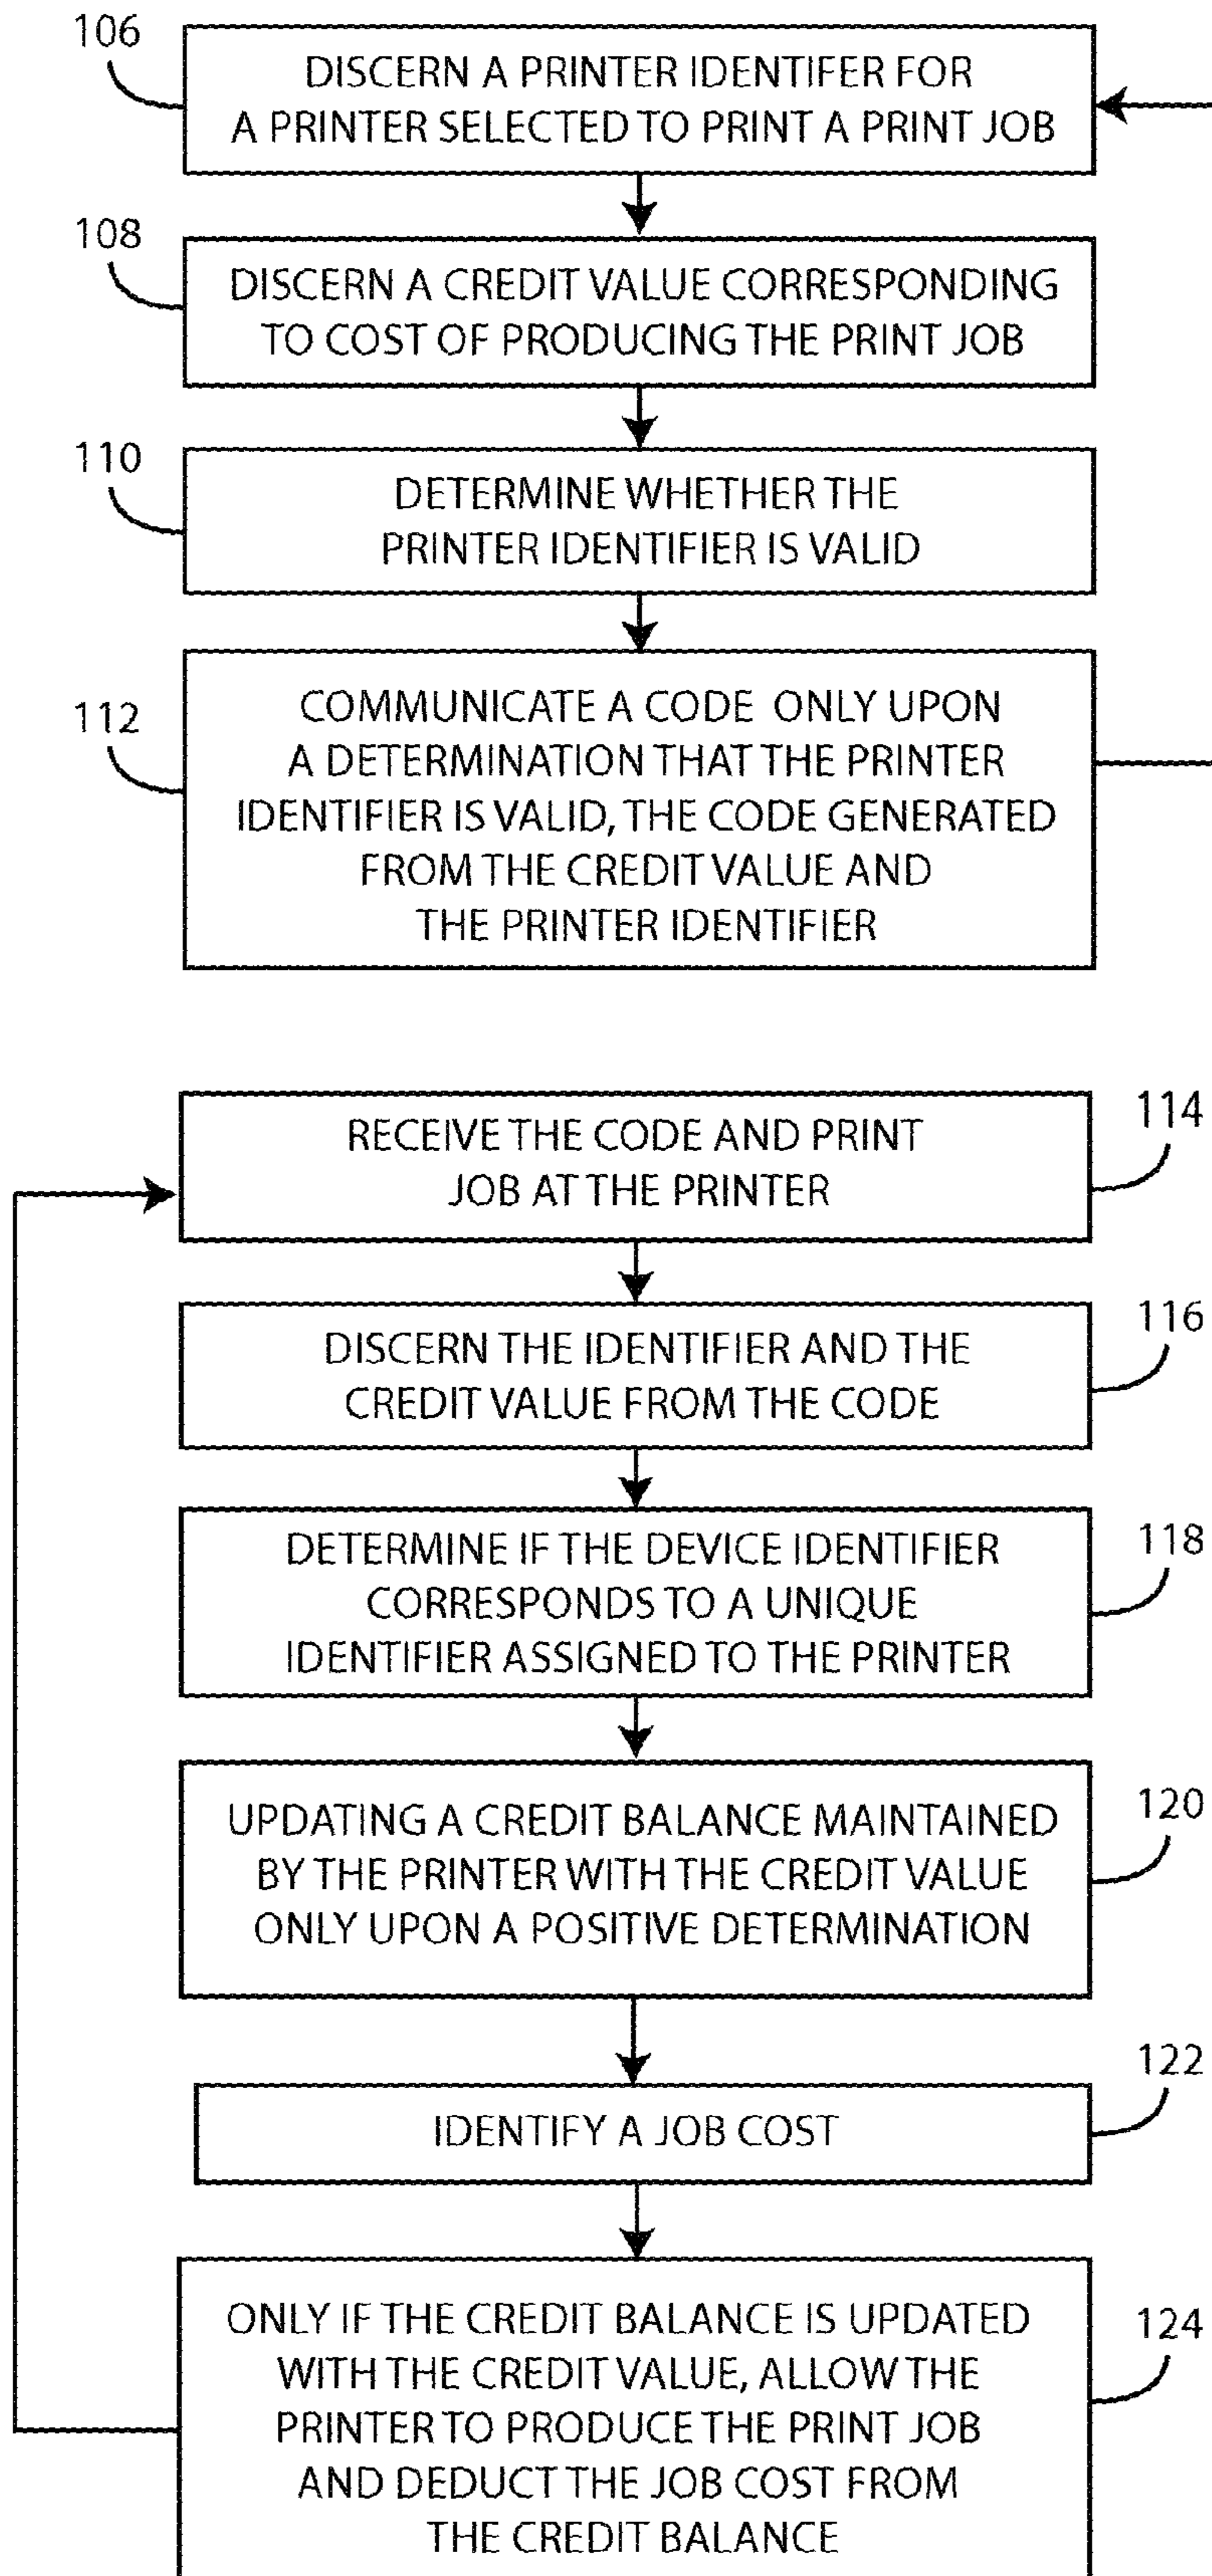 106
DISCERN A PRINTER IDENTIFER FOR
A PRINTER SELECTED TO PRINT A PRINT JOB
108
DISCERN A CREDIT VALUE CORRESPONDING
TO COST OF PRODUCING THE PRINT JOB
110
DETERMINE WHETHER THE
PRINTER IDENTIFIER IS VALID
112
COMMUNICATE A CODE ONLY UPON
A DETERMINATION THAT THE PRINTER
IDENTIFIER IS VALID, THE CODE GENERATED
FROM THE CREDIT VALUE AND
THE PRINTER IDENTIFIER
114
RECEIVE THE CODE AND PRINT
JOB AT THE PRINTER
116
DISCERN THE IDENTIFIER AND THE
CREDIT VALUE FROM THE CODE
118
DETERMINE IF THE DEVICE IDENTIFIER
CORRESPONDS TO A UNIQUE
IDENTIFIER ASSIGNED TO THE PRINTER
120
UPDATING A CREDIT BALANCE MAINTAINED
BY THE PRINTER WITH THE CREDIT VALUE
ONLY UPON A POSITIVE DETERMINATION
122
IDENTIFY A JOB COST
124
ONLY IF THE CREDIT BALANCE IS UPDATED
WITH THE CREDIT VALUE, ALLOW THE
PRINTER TO PRODUCE THE PRINT JOB
AND DEDUCT THE JOB COST FROM
THE CREDIT BALANCE